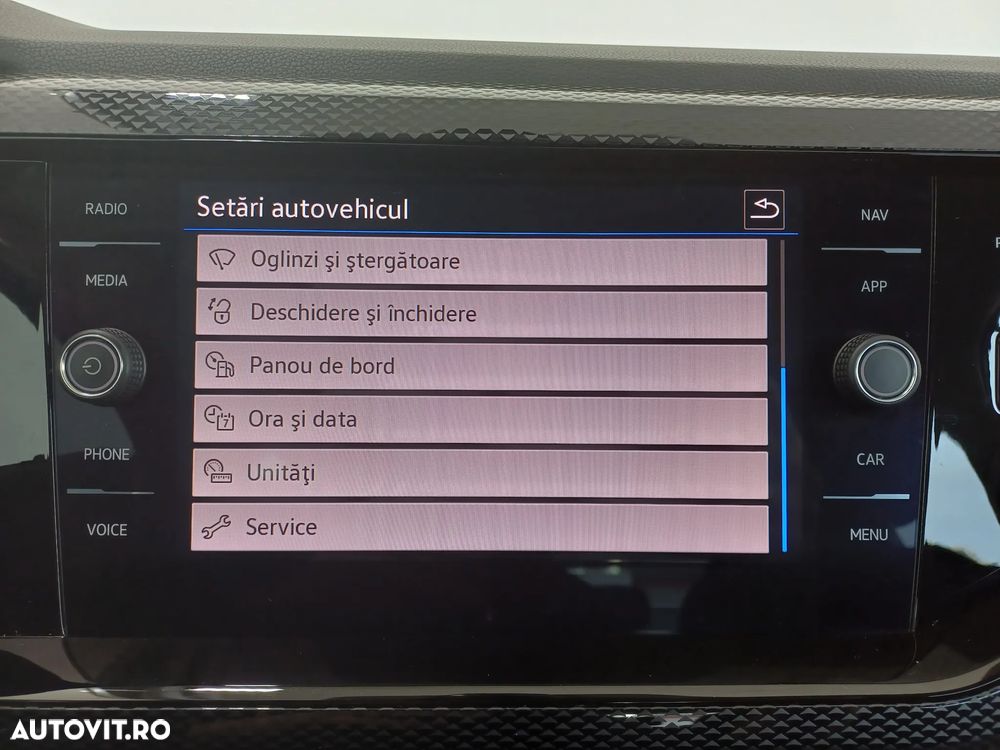 Setări autovehicul
RADIO
MEDIA
PHONE
VOICE
Oglinzi şi ştergătoare
Deschidere şi închidere
Panou de bord
7
Ora şi data
Unităţi
Service
NAV
APP
CAR
MENU
AUTOVIT.RO